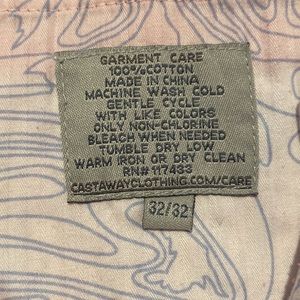 GARMENT CARE
100%COTTON
MADE IN CHINA
MACHINE WASH COLD
GENTLE CYCLE
WITH LIKE COLORS
ONLY NON-CHLORINE
BLEACH WHEN NEEDED
TUMBLE DRY LOW
WARM IRON OR DRY CLEAN
RN# 117433
CASTAWAYCLOTHING.COM/CARE
32/32